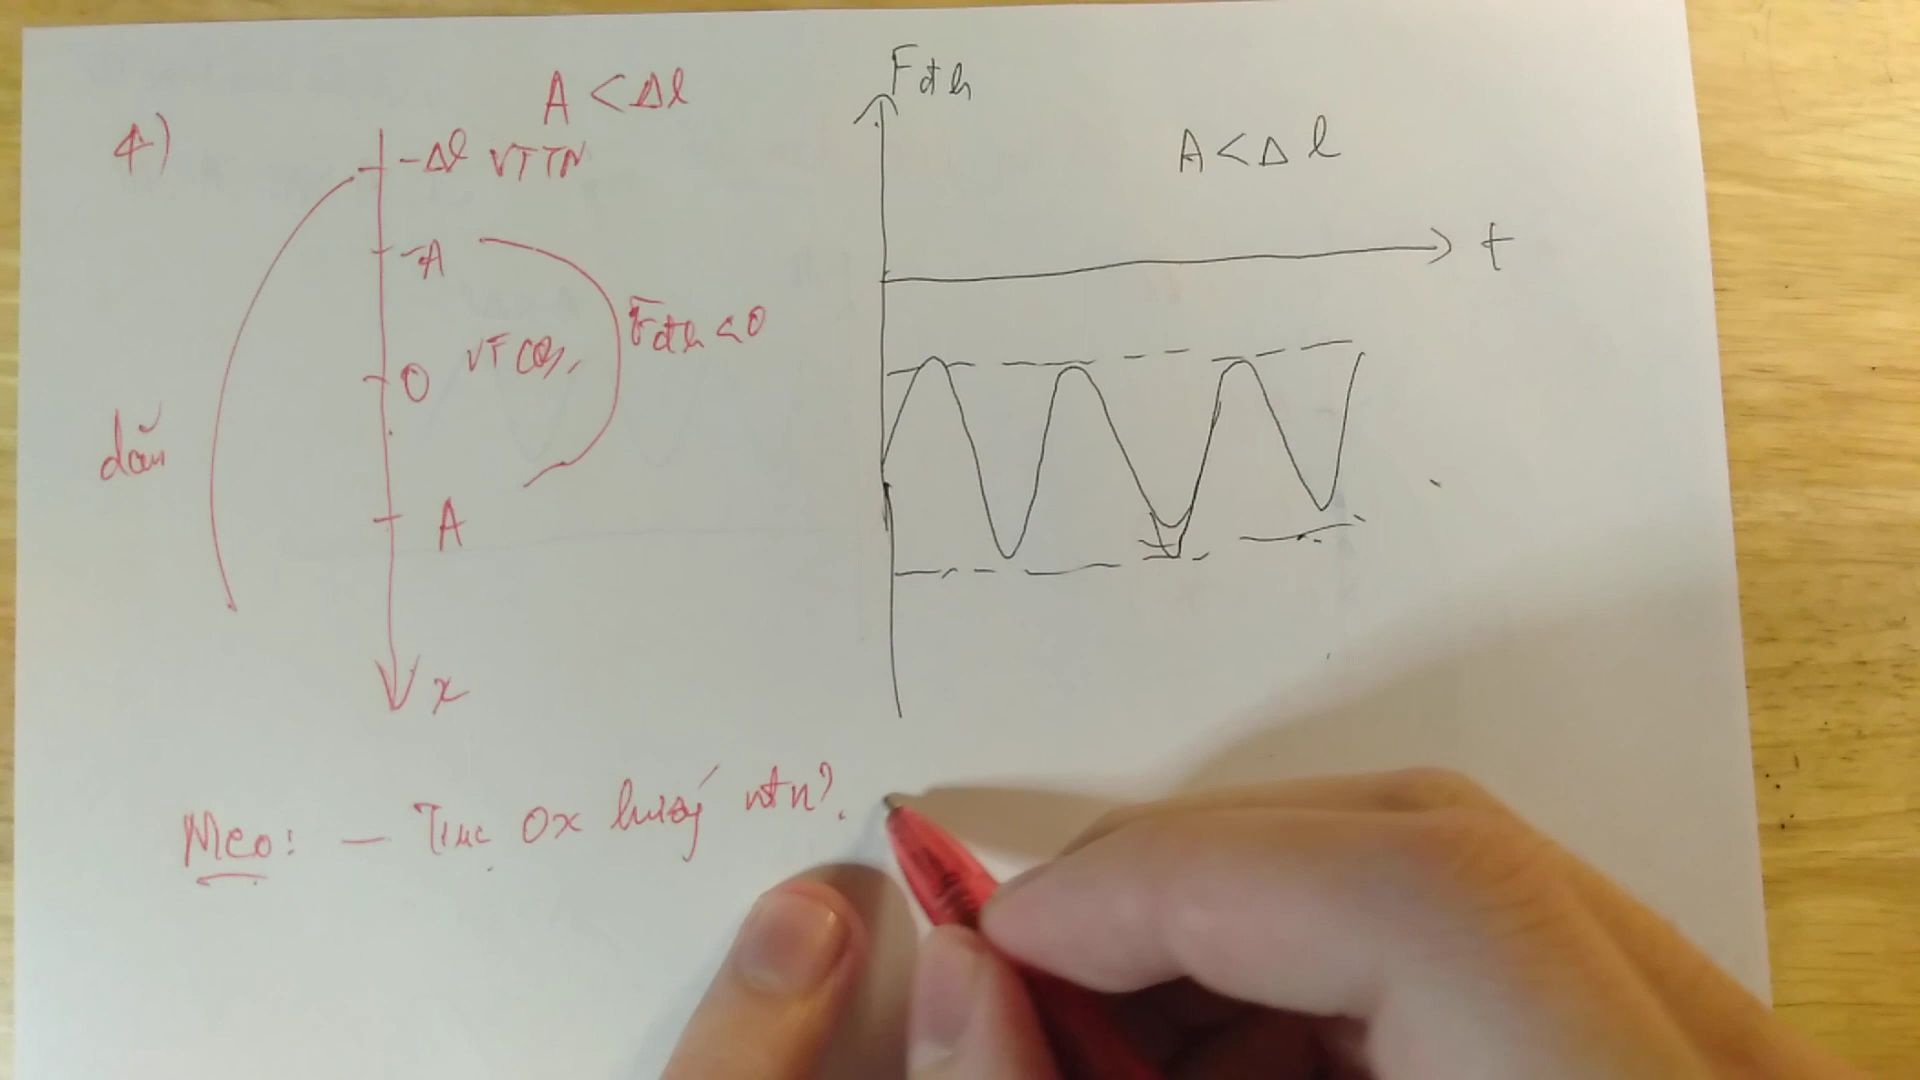 4)
A < Δl
-Δl VTTN
-A
Fđh < 0
O VTCB
dãn
A
x
Fđh
A < Δl
t
Mẹo: – Trục Ox hướng ntn?